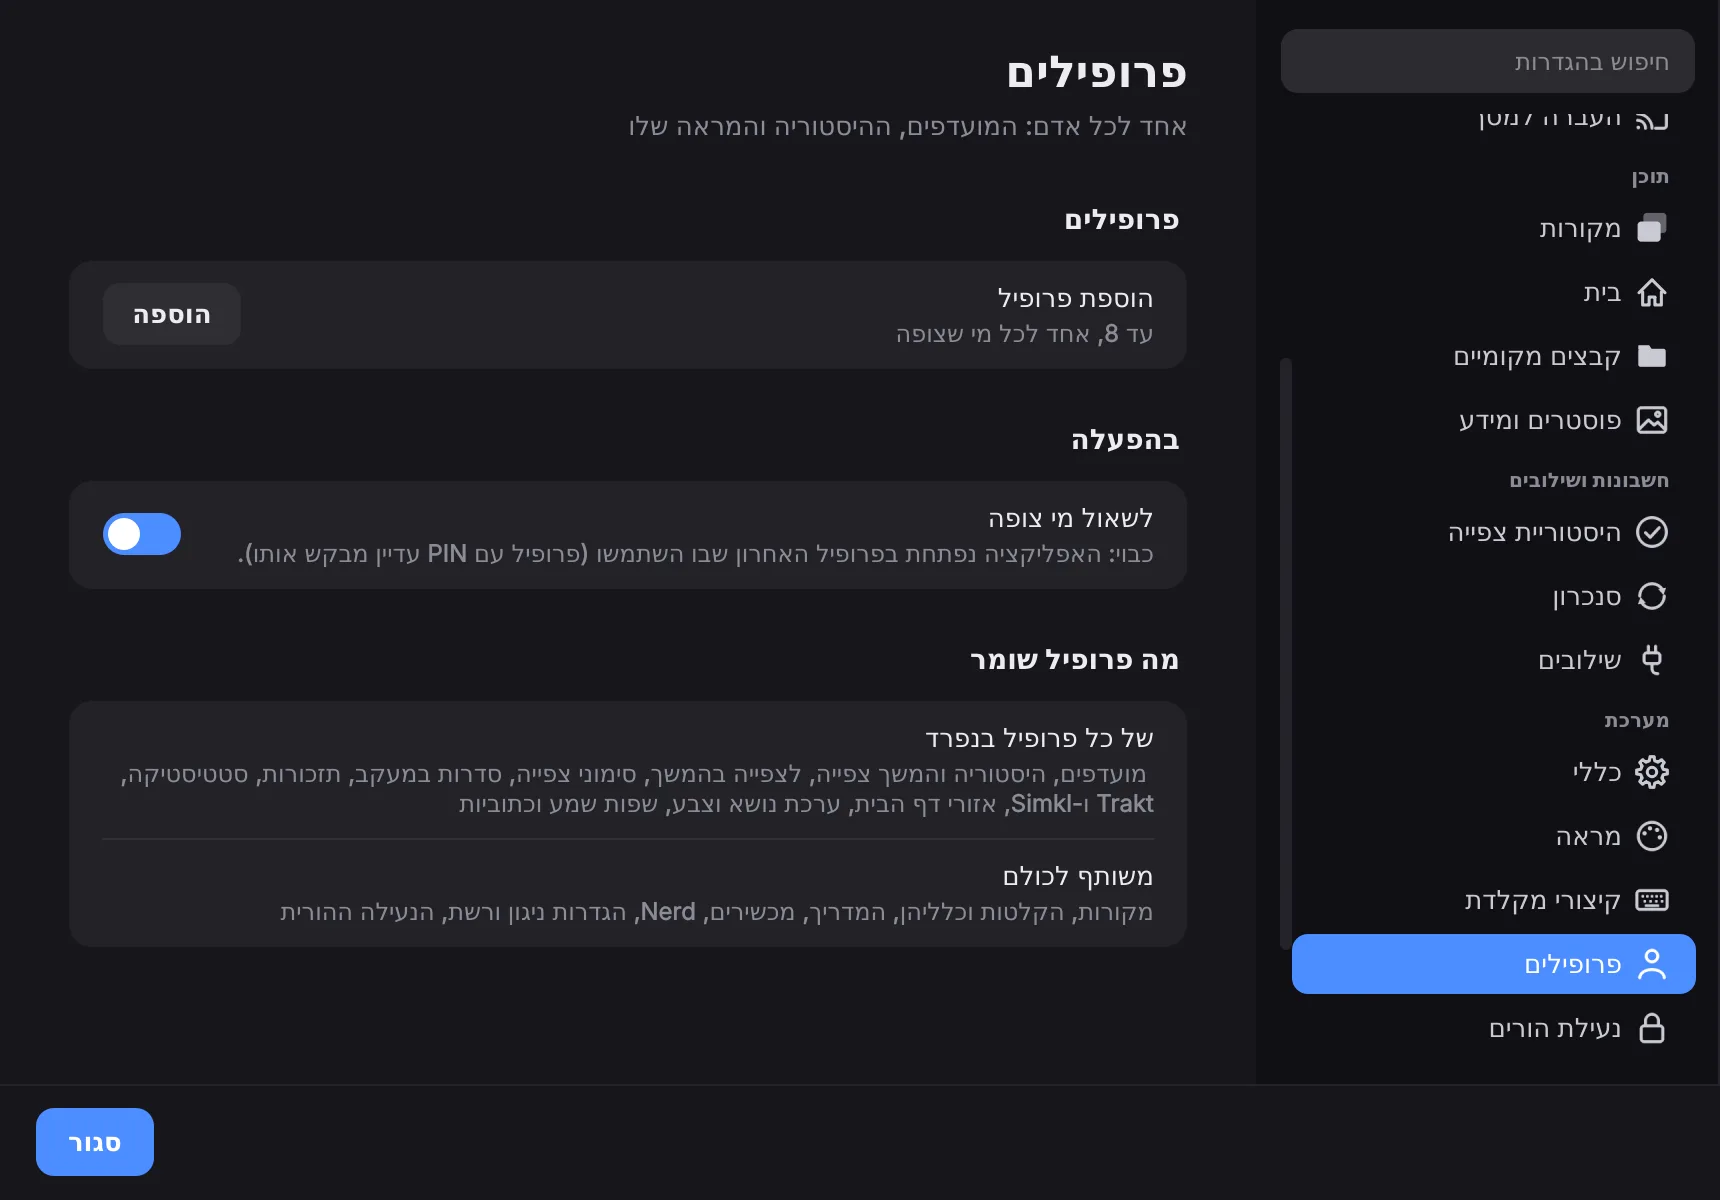 חיפוש בהגדרות
העברה למסך
תוכן
מקורות
בית
קבצים מקומיים
פוסטרים ומידע
חשבונות ושילובים
היסטוריית צפייה
סנכרון
שילובים
מערכת
כללי
מראה
קיצורי מקלדת
פרופילים
נעילת הורים
פרופילים
אחד לכל אדם: המועדפים, ההיסטוריה והמראה שלו
פרופילים
הוספת פרופיל
עד 8, אחד לכל מי שצופה
הוספה
בהפעלה
לשאול מי צופה
כבוי: האפליקציה נפתחת בפרופיל האחרון שבו השתמשו (פרופיל עם PIN עדיין מבקש אותו).
מה פרופיל שומר
של כל פרופיל בנפרד
מועדפים, היסטוריה והמשך צפייה, לצפייה בהמשך, סימוני צפייה, סדרות במעקב, תזכורות, סטטיסטיקה,
Trakt ו-Simkl, אזורי דף הבית, ערכת נושא וצבע, שפות שמע וכתוביות
משותף לכולם
מקורות, הקלטות וכלליהן, המדריך, מכשירים, Nerd, הגדרות ניגון ורשת, הנעילה ההורית
סגור